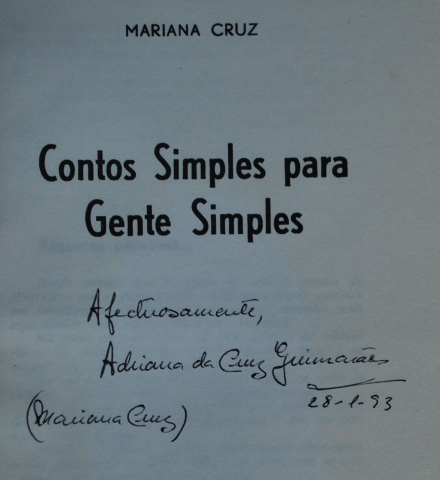 MARIANA CRUZ
Contos Simples para
Gente Simples
Afectuosamente,
Adriana da Cruz Guimarães
28-1-93
(Mariana Cruz)